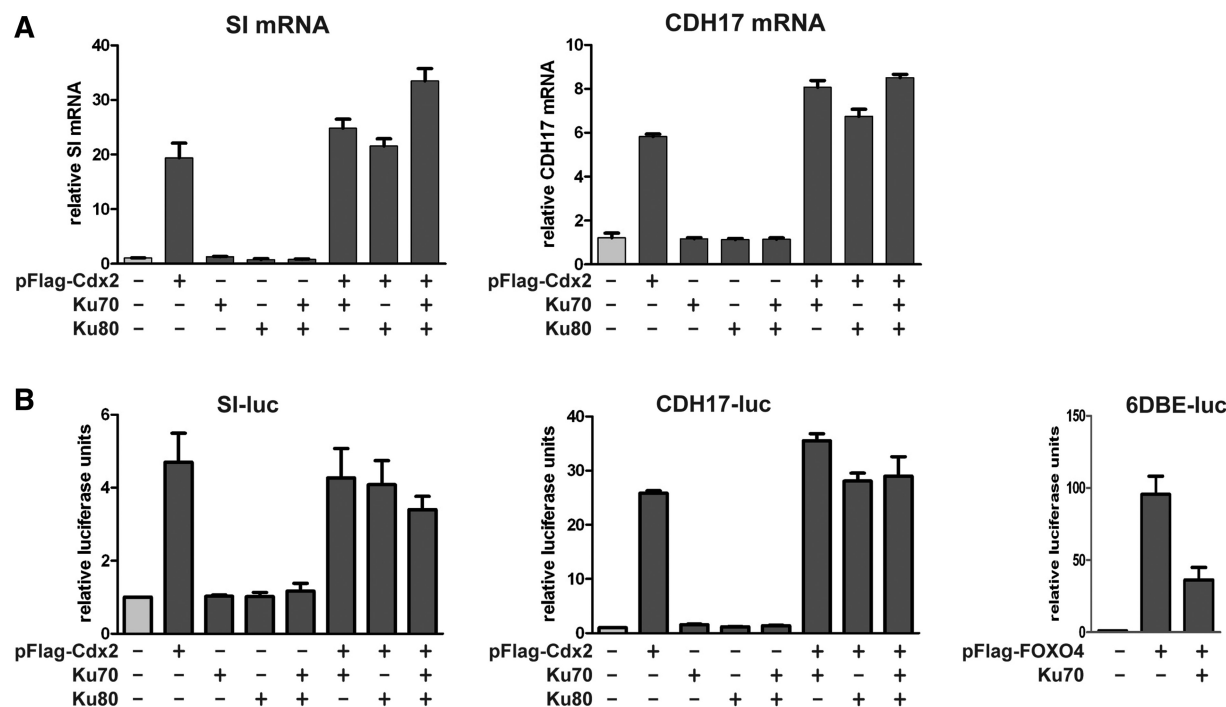 A
SI mRNA
relative SI mRNA
40
30
20
10
0
pFlag-Cdx2 – + – – – + + +
Ku70 – – + – + + – +
Ku80 – – – + + – + +
CDH17 mRNA
relative CDH17 mRNA
10
8
6
4
2
0
pFlag-Cdx2 – + – – – + + +
Ku70 – – + – + + – +
Ku80 – – – + + – + +
B
SI-luc
relative luciferase units
6
4
2
0
pFlag-Cdx2 – + – – – + + +
Ku70 – – + – + + – +
Ku80 – – – + + – + +
CDH17-luc
relative luciferase units
40
30
20
10
0
pFlag-Cdx2 – + – – – + + +
Ku70 – – + – + + – +
Ku80 – – – + + – + +
6DBE-luc
relative luciferase units
150
100
50
0
pFlag-FOXO4 – + +
Ku70 – – +